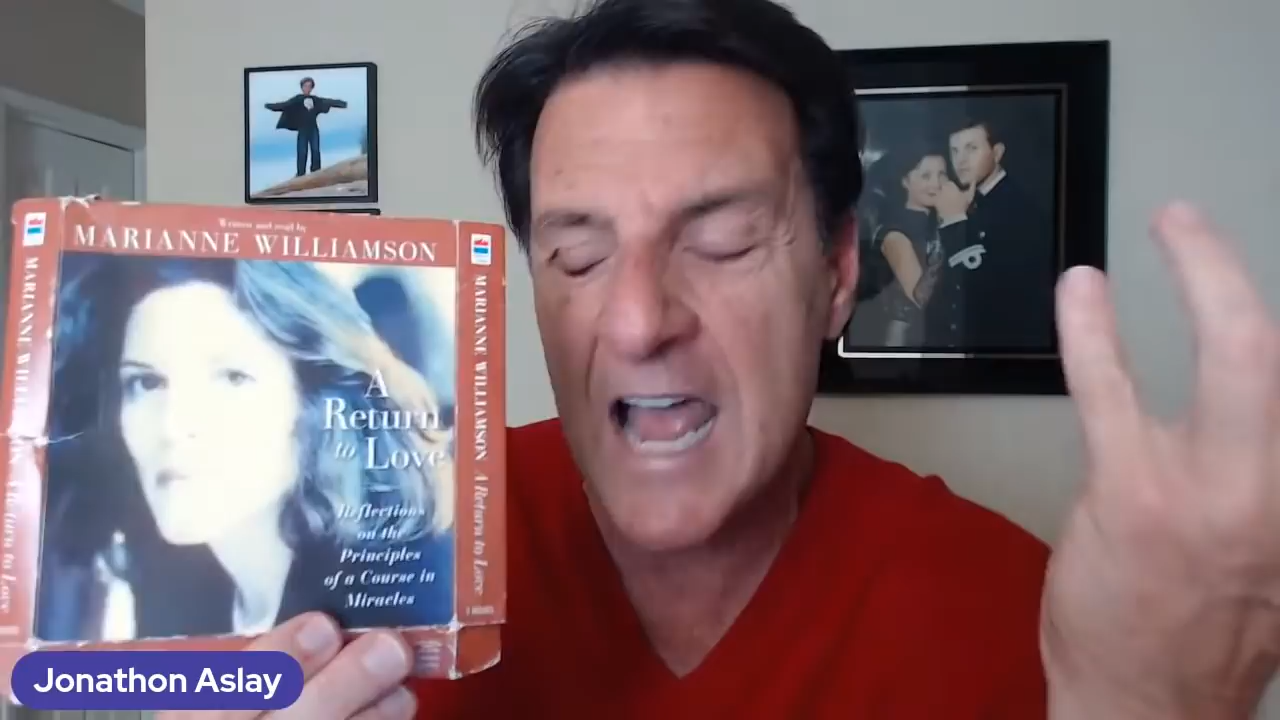 Written and read by
MARIANNE WILLIAMSON
A
Return
to Love
Reflections
on the
Principles
of a Course in
Miracles
MARIANNE WILLIAMSON A Return to Love
MARIANNE WILL
A Return to Love
Jonathon Aslay